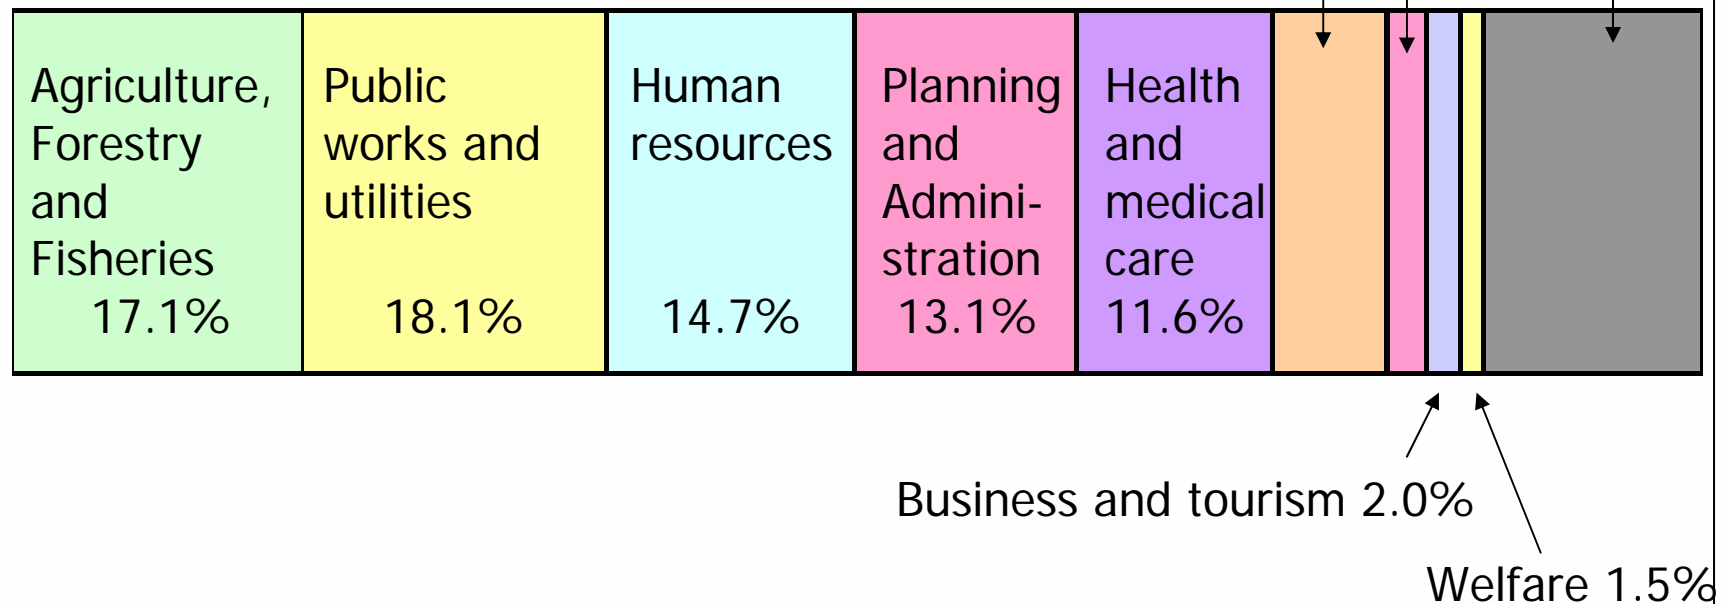 Agriculture,
Forestry
and
Fisheries
17.1%
Public
works and
utilities
18.1%
Human
resources
14.7%
Planning
and
Admini-
stration
13.1%
Health
and
medical
care
11.6%
Business and tourism 2.0%
Welfare 1.5%